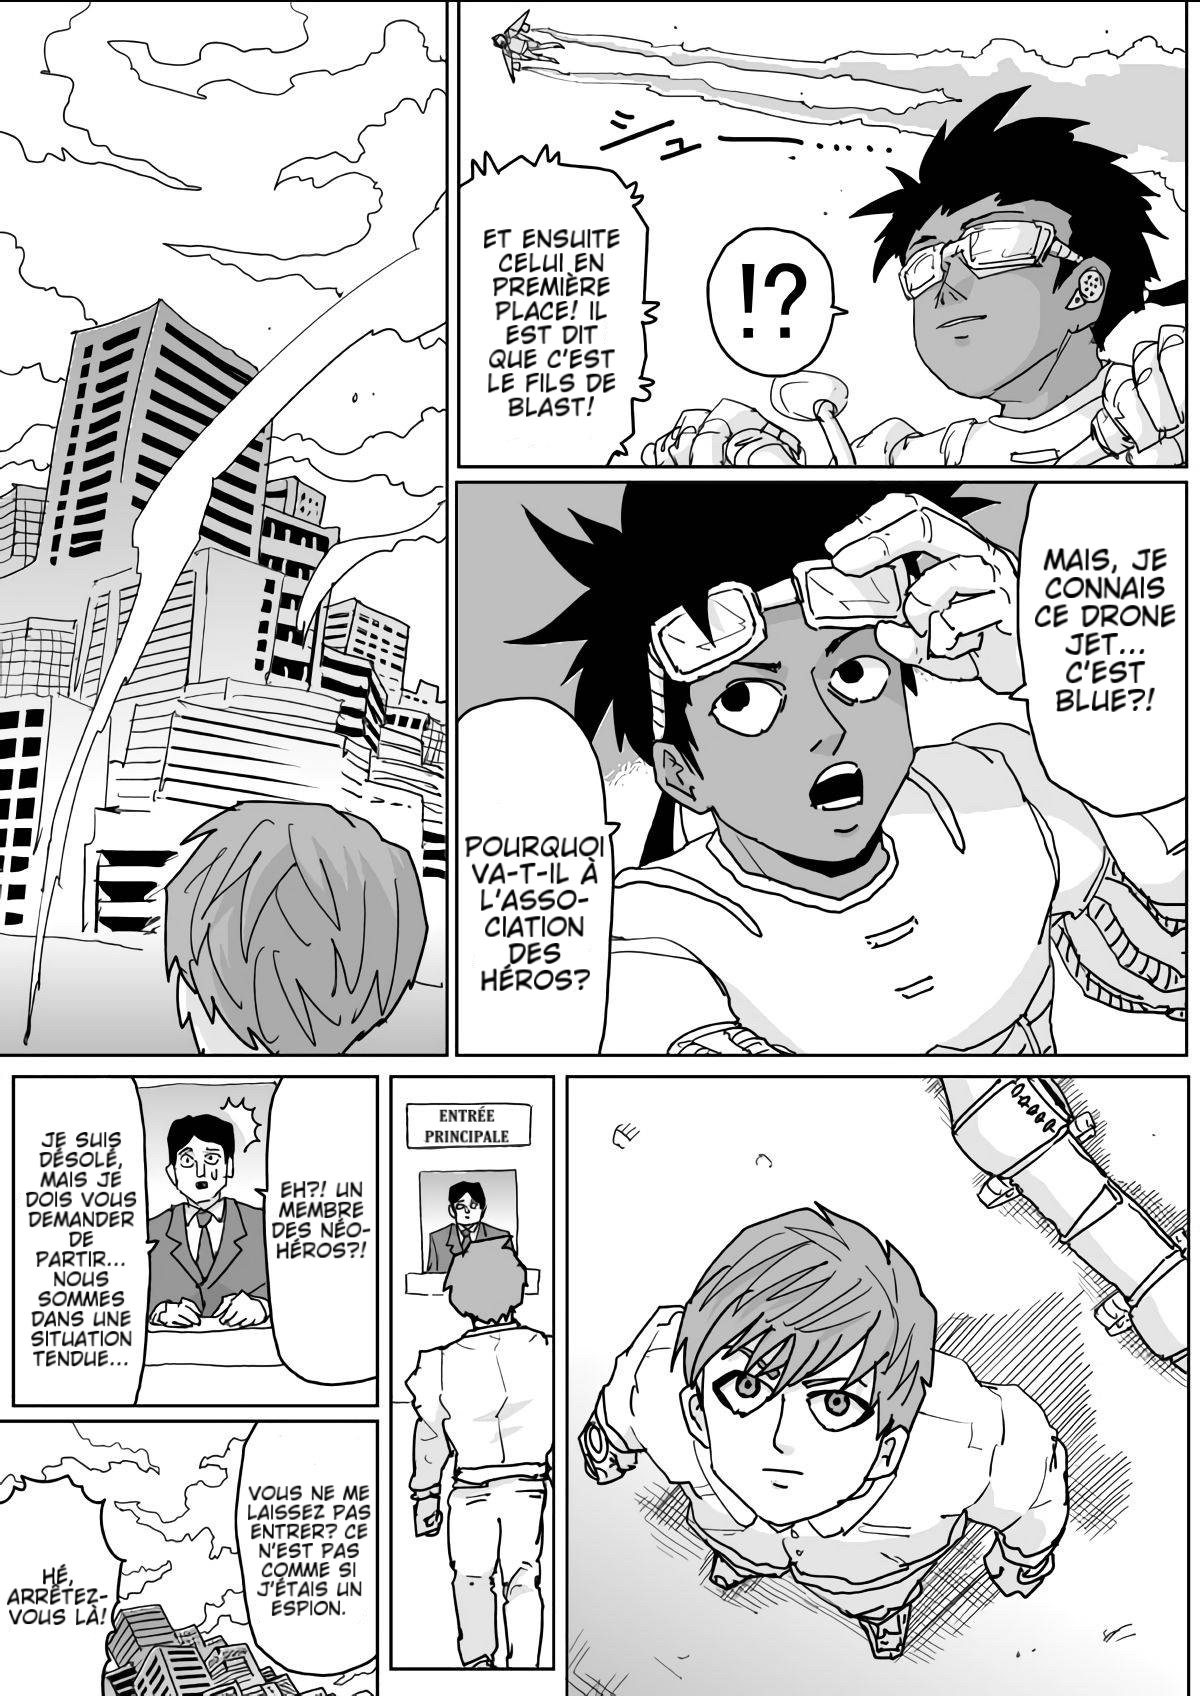 ミシュー……
ET ENSUITE
CELUI EN
PREMIÈRE
PLACE! IL
EST DIT
QUE C'EST
LE FILS DE
BLAST!
!?
MAIS, JE
CONNAIS
CE DRONE
JET...
C'EST
BLUE?!
POURQUOI
VA-T-IL À
L'ASSO-
CIATION
DES
HÉROS?
ENTRÉE
PRINCIPALE
EH?! UN
MEMBRE
DES NÉO-
HÉROS?!
JE SUIS
DÉSOLÉ,
MAIS JE
DOIS VOUS
DEMANDER
DE
PARTIR...
NOUS
SOMMES
DANS UNE
SITUATION
TENDUE...
VOUS NE ME
LAISSEZ PAS
ENTRER? CE
N'EST PAS
COMME SI
J'ÉTAIS UN
ESPION.
HÉ,
ARRÊTEZ-
VOUS LÀ!